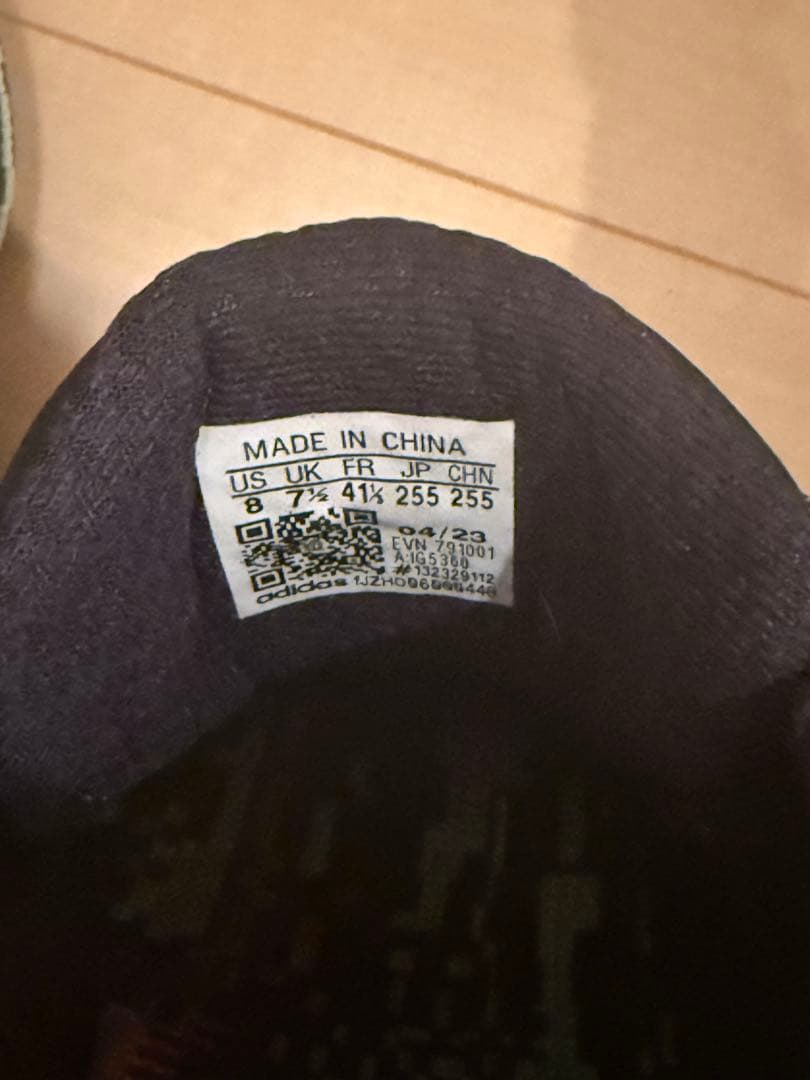 MADE IN CHINA
US UK FR JP CHN
8 7½ 41⅓ 255 255
04/23
EVN 791001
#132329112
adidas